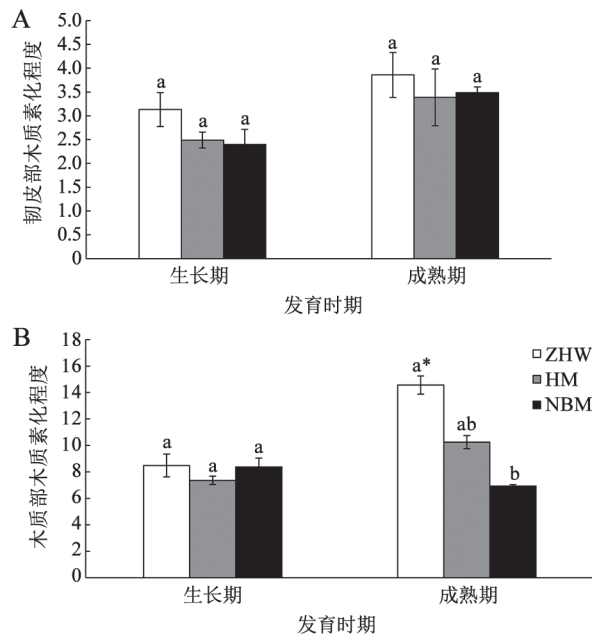 A
韧皮部木质素化程度
5.0
4.5
4.0
3.5
3.0
2.5
2.0
1.5
1.0
0.5
0
a
a
a
a
a
a
生长期
成熟期
发育时期
B
木质部木质素化程度
18
16
14
12
10
8
6
4
2
0
a
a
a
a*
ab
b
ZHW
HM
NBM
生长期
成熟期
发育时期